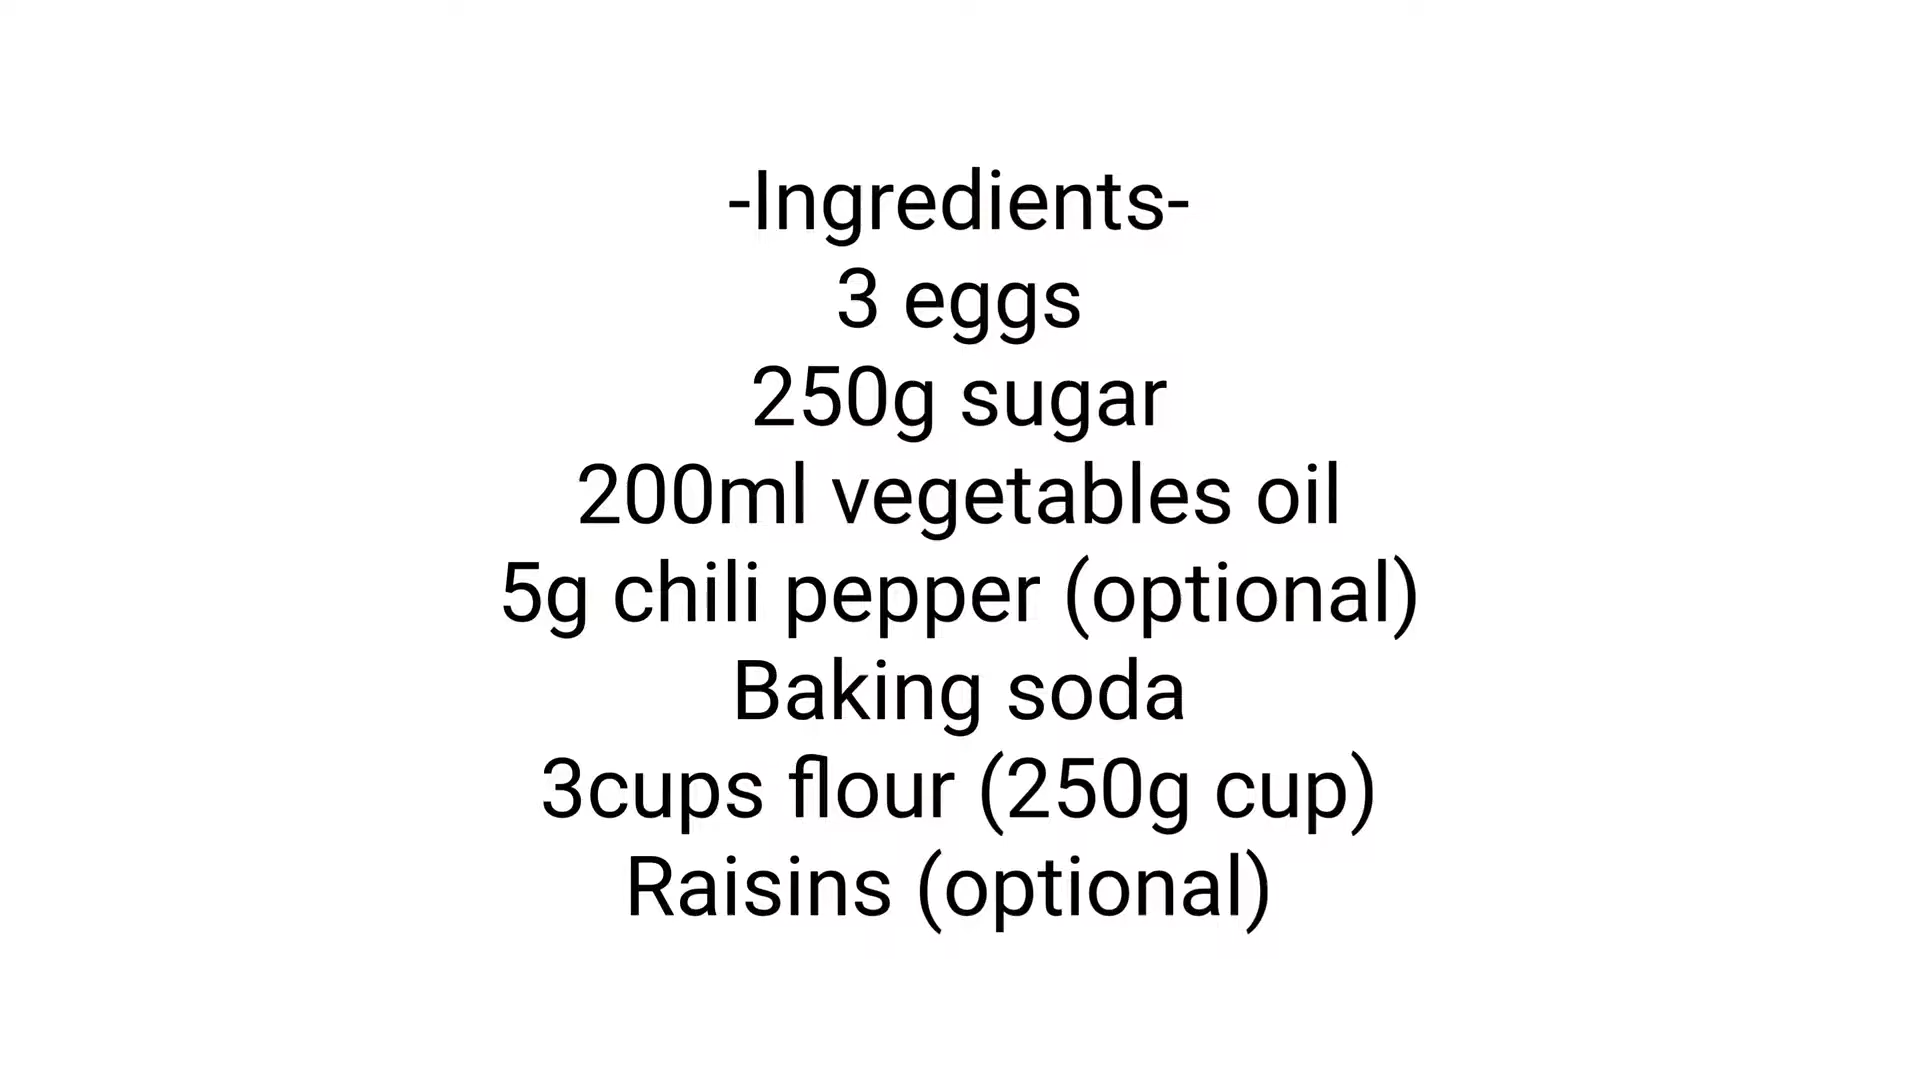 -Ingredients-
3 eggs
250g sugar
200ml vegetables oil
5g chili pepper (optional)
Baking soda
3cups flour (250g cup)
Raisins (optional)